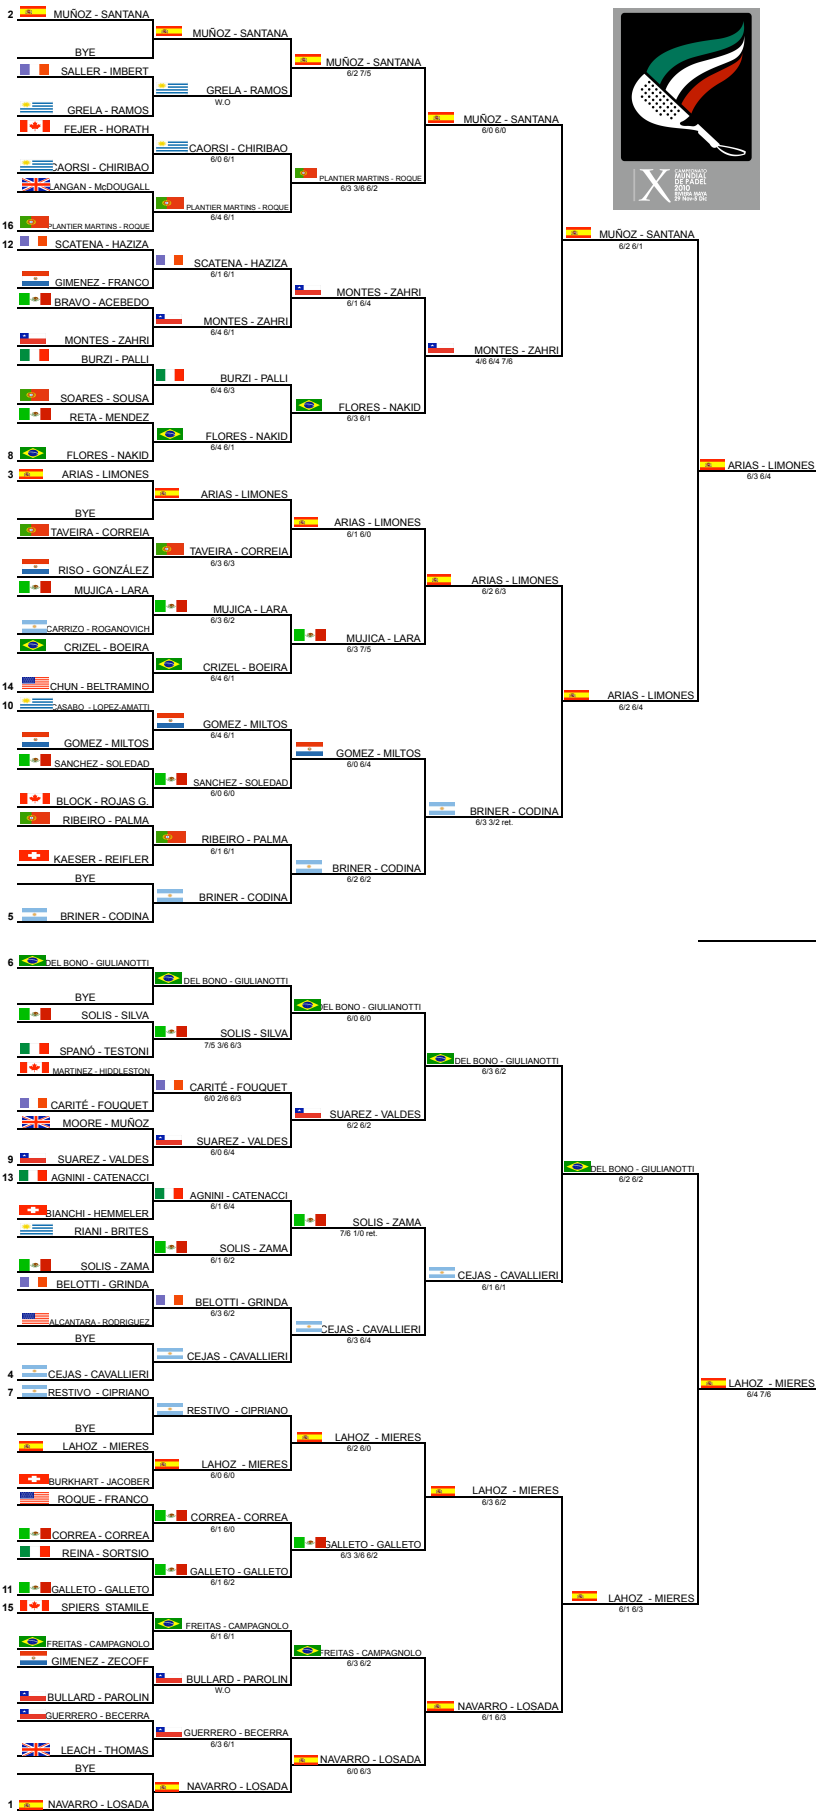 2 MUÑOZ - SANTANA
BYE
SALLER - IMBERT
GRELA - RAMOS
FEJER - HORATH
CAORSI - CHIRIBAO
LANGAN - McDOUGALL
16 PLANTIER MARTINS - ROQUE
12 SCATENA - HAZIZA
GIMENEZ - FRANCO
BRAVO - ACEBEDO
MONTES - ZAHRI
BURZI - PALLI
SOARES - SOUSA
RETA - MENDEZ
8 FLORES - NAKID
3 ARIAS - LIMONES
BYE
TAVEIRA - CORREIA
RISO - GONZÁLEZ
MUJICA - LARA
CARRIZO - ROGANOVICH
CRIZEL - BOEIRA
14 CHUN - BELTRAMINO
10 CASABO - LOPEZ-AMATTI
GOMEZ - MILTOS
SANCHEZ - SOLEDAD
BLOCK - ROJAS G.
RIBEIRO - PALMA
KAESER - REIFLER
BYE
5 BRINER - CODINA
MUÑOZ - SANTANA
GRELA - RAMOS
W.O
CAORSI - CHIRIBAO
6/0 6/1
PLANTIER MARTINS - ROQUE
6/4 6/1
SCATENA - HAZIZA
6/1 6/1
MONTES - ZAHRI
6/4 6/1
BURZI - PALLI
6/4 6/3
FLORES - NAKID
6/4 6/1
ARIAS - LIMONES
TAVEIRA - CORREIA
6/3 6/3
MUJICA - LARA
6/3 6/2
CRIZEL - BOEIRA
6/4 6/1
GOMEZ - MILTOS
6/4 6/1
SANCHEZ - SOLEDAD
6/0 6/0
RIBEIRO - PALMA
6/1 6/1
BRINER - CODINA
MUÑOZ - SANTANA
6/2 7/5
PLANTIER MARTINS - ROQUE
6/3 3/6 6/2
MONTES - ZAHRI
6/1 6/4
FLORES - NAKID
6/3 6/1
ARIAS - LIMONES
6/1 6/0
MUJICA - LARA
6/3 7/5
GOMEZ - MILTOS
6/0 6/4
BRINER - CODINA
6/2 6/2
MUÑOZ - SANTANA
6/0 6/0
MONTES - ZAHRI
4/6 6/4 7/6
ARIAS - LIMONES
6/2 6/3
BRINER - CODINA
6/3 3/2 ret.
MUÑOZ - SANTANA
6/2 6/1
ARIAS - LIMONES
6/2 6/4
ARIAS - LIMONES
6/3 6/4
X
CAMPEONATO
MUNDIAL
DE PADEL
2010
RIVIERA MAYA
29 Nov-5 Dic
6 DEL BONO - GIULIANOTTI
BYE
SOLIS - SILVA
SPANÓ - TESTONI
MARTINEZ - HIDDLESTON
CARITÉ - FOUQUET
MOORE - MUÑOZ
9 SUAREZ - VALDES
13 AGNINI - CATENACCI
BIANCHI - HEMMELER
RIANI - BRITES
SOLIS - ZAMA
BELOTTI - GRINDA
ALCANTARA - RODRIGUEZ
BYE
4 CEJAS - CAVALLIERI
7 RESTIVO - CIPRIANO
BYE
LAHOZ - MIERES
BURKHART - JACOBER
ROQUE - FRANCO
CORREA - CORREA
REINA - SORTSIO
11 GALLETO - GALLETO
15 SPIERS STAMILE
FREITAS - CAMPAGNOLO
GIMENEZ - ZECOFF
BULLARD - PAROLIN
GUERRERO - BECERRA
LEACH - THOMAS
BYE
1 NAVARRO - LOSADA
DEL BONO - GIULIANOTTI
SOLIS - SILVA
7/5 3/6 6/3
CARITÉ - FOUQUET
6/0 2/6 6/3
SUAREZ - VALDES
6/0 6/4
AGNINI - CATENACCI
6/1 6/4
SOLIS - ZAMA
6/1 6/2
BELOTTI - GRINDA
6/3 6/2
CEJAS - CAVALLIERI
RESTIVO - CIPRIANO
LAHOZ - MIERES
6/0 6/0
CORREA - CORREA
6/1 6/0
GALLETO - GALLETO
6/1 6/2
FREITAS - CAMPAGNOLO
6/1 6/1
BULLARD - PAROLIN
W.O
GUERRERO - BECERRA
6/3 6/1
NAVARRO - LOSADA
DEL BONO - GIULIANOTTI
6/0 6/0
SUAREZ - VALDES
6/2 6/2
SOLIS - ZAMA
7/6 1/0 ret.
CEJAS - CAVALLIERI
6/3 6/4
LAHOZ - MIERES
6/2 6/0
GALLETO - GALLETO
6/3 3/6 6/2
FREITAS - CAMPAGNOLO
6/3 6/2
NAVARRO - LOSADA
6/0 6/3
DEL BONO - GIULIANOTTI
6/3 6/2
CEJAS - CAVALLIERI
6/1 6/1
LAHOZ - MIERES
6/3 6/2
NAVARRO - LOSADA
6/1 6/3
DEL BONO - GIULIANOTTI
6/2 6/2
LAHOZ - MIERES
6/1 6/3
LAHOZ - MIERES
6/4 7/6